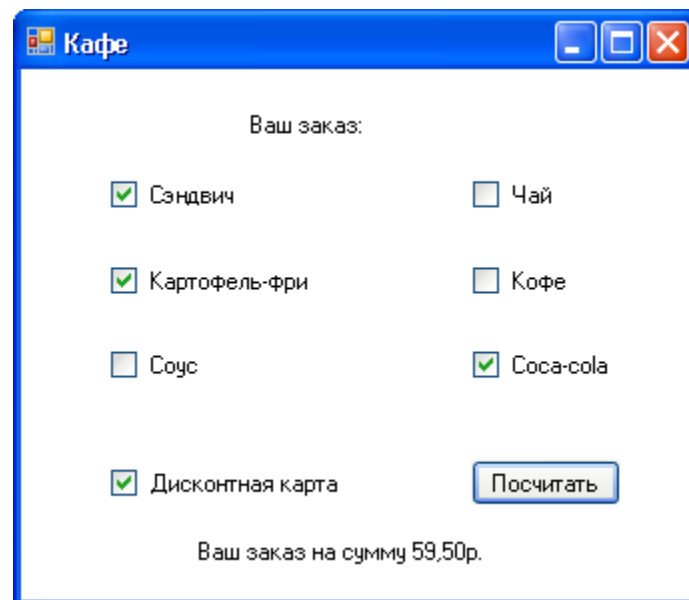 Кафе
Ваш заказ:
Сэндвич Чай
Картофель-фри Кофе
Соус Coca-cola
Дисконтная карта Посчитать
Ваш заказ на сумму 59,50р.